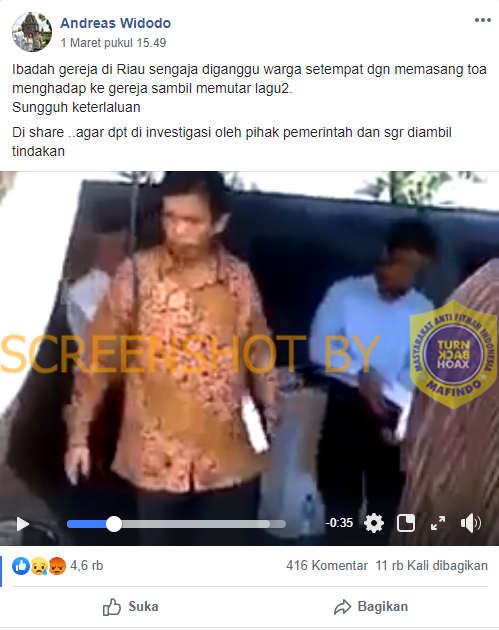 Andreas Widodo
1 Maret pukul 15.49
Ibadah gereja di Riau sengaja diganggu warga setempat dgn memasang toa
menghadap ke gereja sambil memutar lagu2.
Sungguh keterlaluan
Di share ..agar dpt di investigasi oleh pihak pemerintah dan sgr diambil
tindakan
SCREENSHOT BY
MASYARAKAT ANTI FITNAH INDONESIA
TURN
BACK
HOAX
MAFINDO
-0:35
4,6 rb
416 Komentar 11 rb Kali dibagikan
Suka
Bagikan